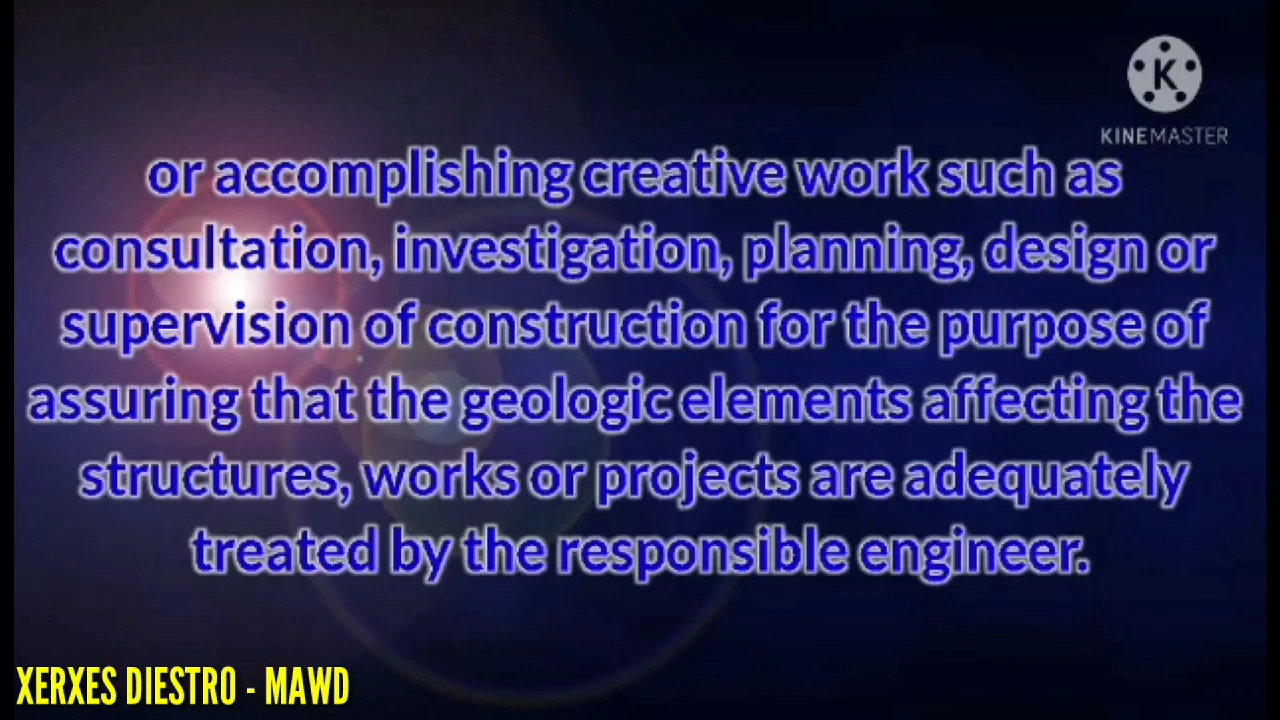 K
KINEMASTER
or accomplishing creative work such as
consultation, investigation, planning, design or
supervision of construction for the purpose of
assuring that the geologic elements affecting the
structures, works or projects are adequately
treated by the responsible engineer.
XERXES DIESTRO - MAWD